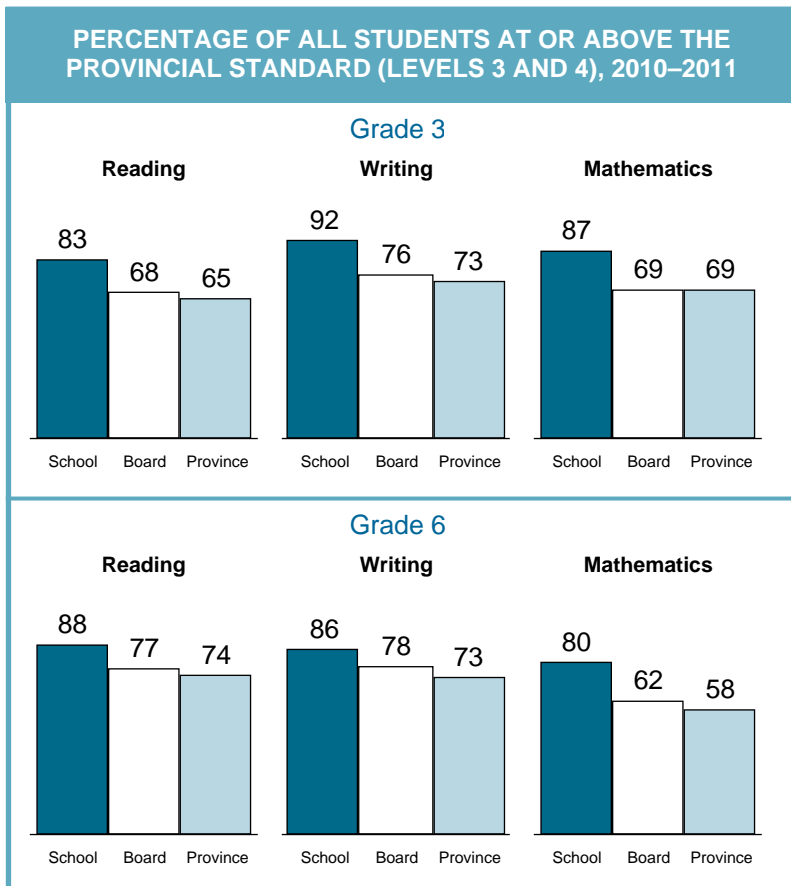 PERCENTAGE OF ALL STUDENTS AT OR ABOVE THE
PROVINCIAL STANDARD (LEVELS 3 AND 4), 2010–2011
Grade 3
Reading
83
68
65
School Board Province
Writing
92
76
73
School Board Province
Mathematics
87
69
69
School Board Province
Grade 6
Reading
88
77
74
School Board Province
Writing
86
78
73
School Board Province
Mathematics
80
62
58
School Board Province